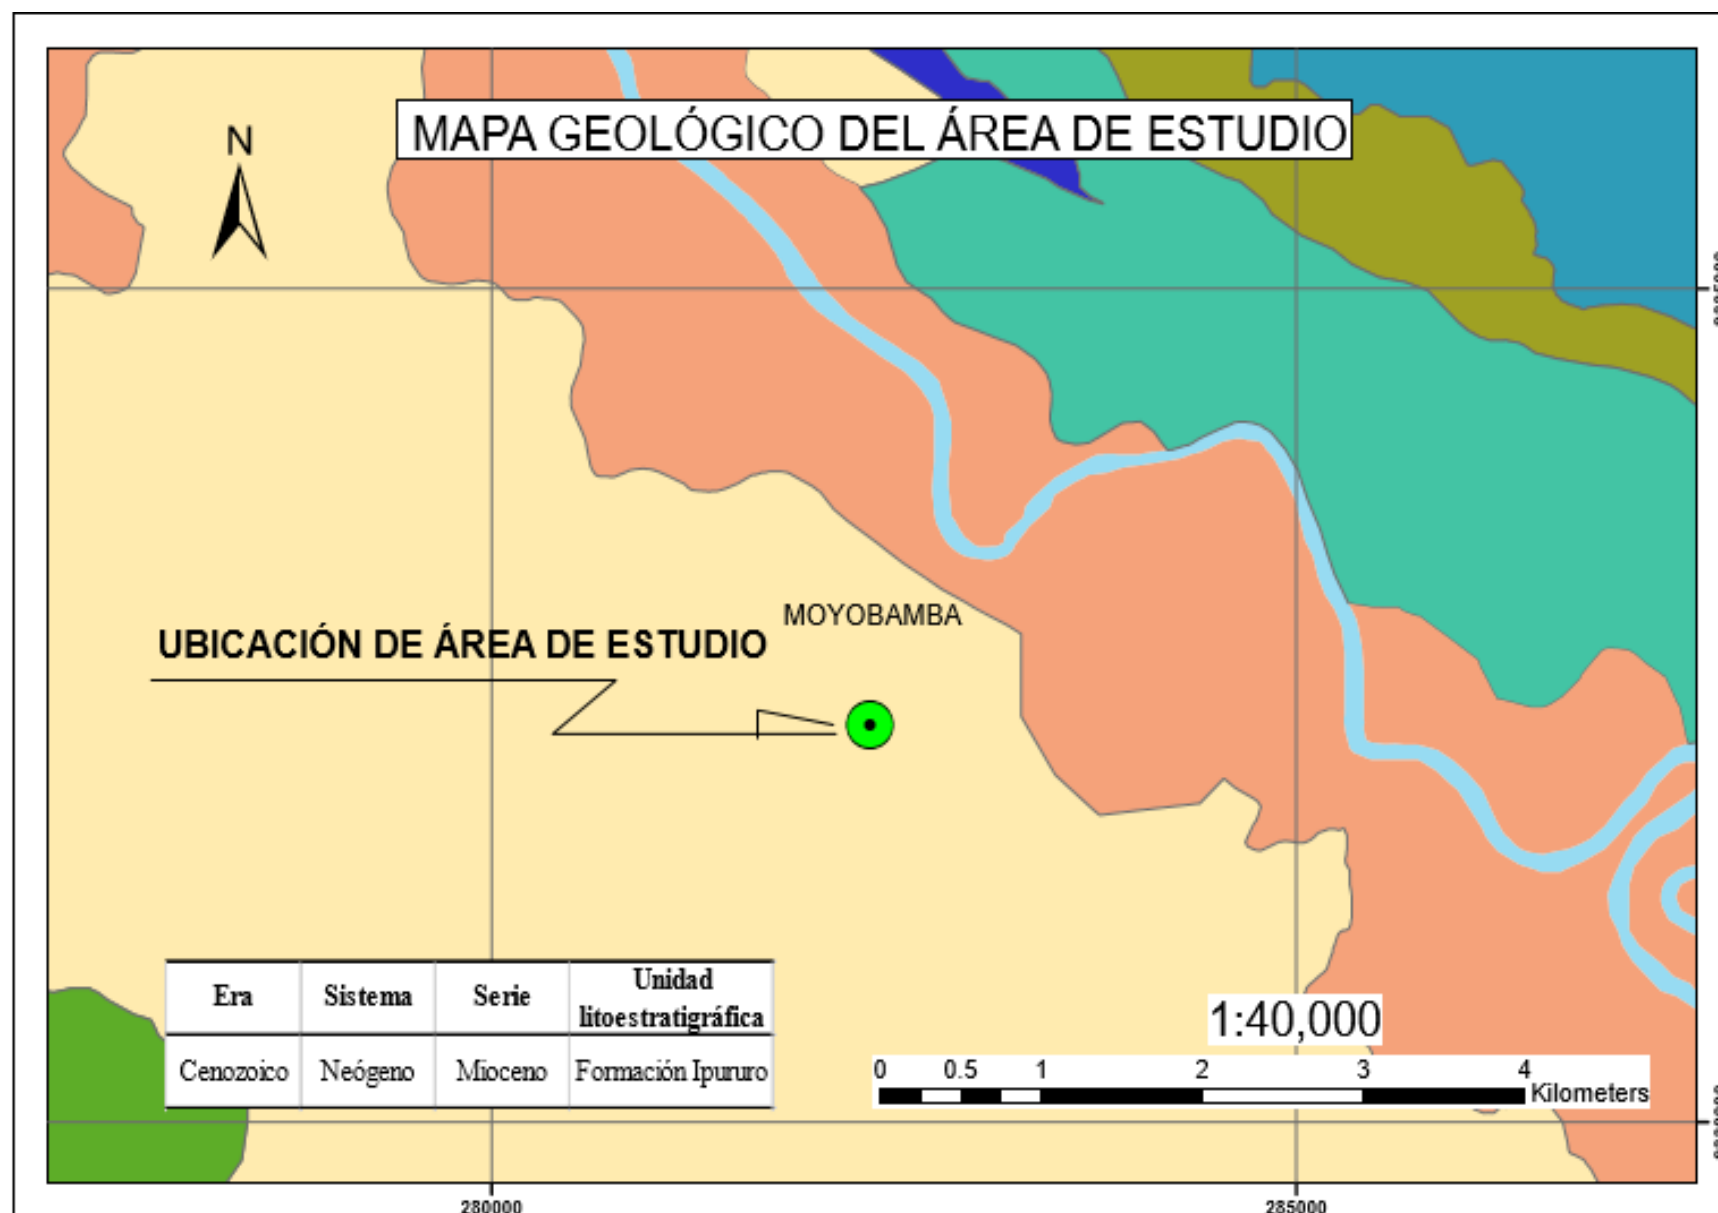 MAPA GEOLÓGICO DEL ÁREA DE ESTUDIO
N
MOYOBAMBA
UBICACIÓN DE ÁREA DE ESTUDIO
Era Sistema Serie Unidad litoestratigráfica
Cenozoico Neógeno Mioceno Formación Ipururo
1:40,000
0 0.5 1 2 3 4
Kilometers
280000 285000